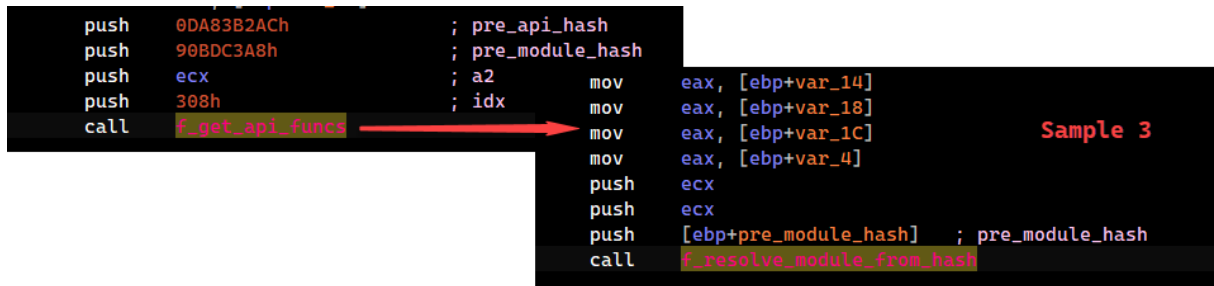 push 0DA83B2ACh ; pre_api_hash
push 90BDC3A8h ; pre_module_hash
push ecx ; a2
push 308h ; idx
call f_get_api_funcs
mov eax, [ebp+var_14]
mov eax, [ebp+var_18]
mov eax, [ebp+var_1C]
mov eax, [ebp+var_4]
push ecx
push ecx
push [ebp+pre_module_hash] ; pre_module_hash
call f_resolve_module_from_hash
Sample 3